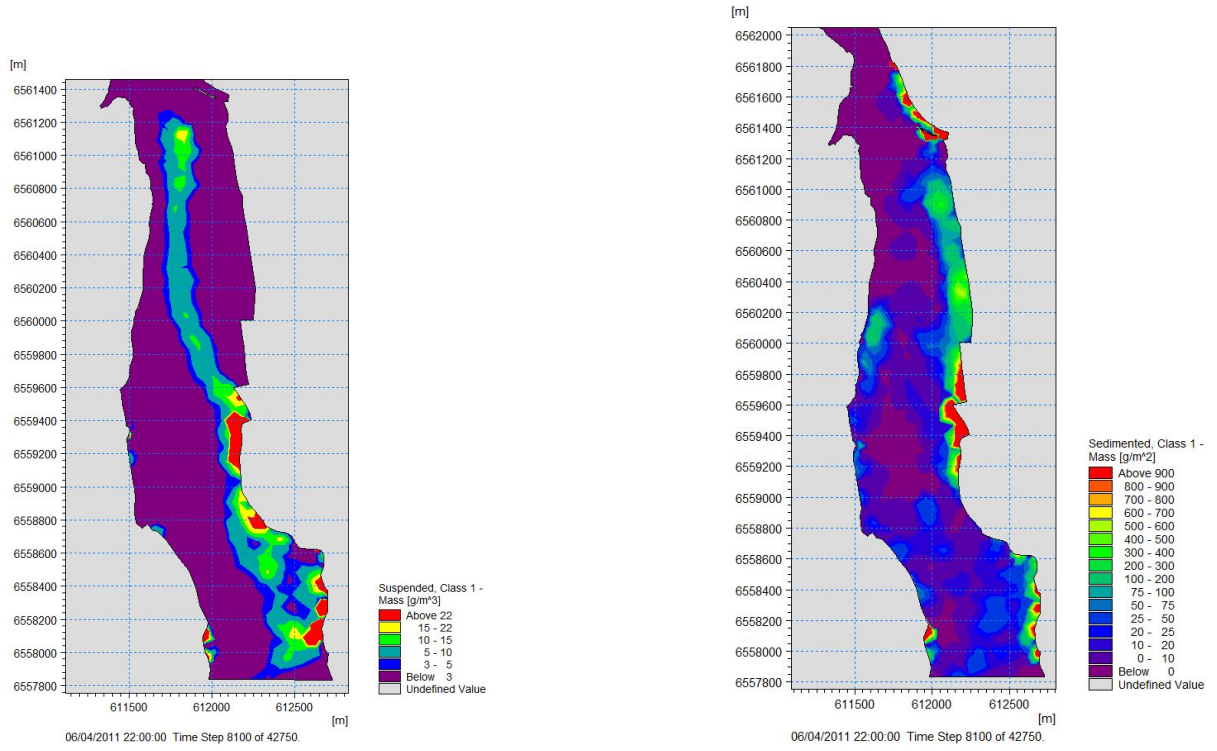 [m]
6561400
6561200
6561000
6560800
6560600
6560400
6560200
6560000
6559800
6559600
6559400
6559200
6559000
6558800
6558600
6558400
6558200
6558000
6557800
611500 612000 612500
[m]
06/04/2011 22:00:00 Time Step 8100 of 42750.
Suspended, Class 1 -
Mass [g/m^3]
Above 22
15 - 22
10 - 15
5 - 10
3 - 5
Below 3
Undefined Value
[m]
6562000
6561800
6561600
6561400
6561200
6561000
6560800
6560600
6560400
6560200
6560000
6559800
6559600
6559400
6559200
6559000
6558800
6558600
6558400
6558200
6558000
6557800
611500 612000 612500
[m]
06/04/2011 22:00:00 Time Step 8100 of 42750.
Sedimented, Class 1 -
Mass [g/m^2]
Above 900
800 - 900
700 - 800
600 - 700
500 - 600
400 - 500
300 - 400
200 - 300
100 - 200
75 - 100
50 - 75
25 - 50
20 - 25
10 - 20
0 - 10
Below 0
Undefined Value